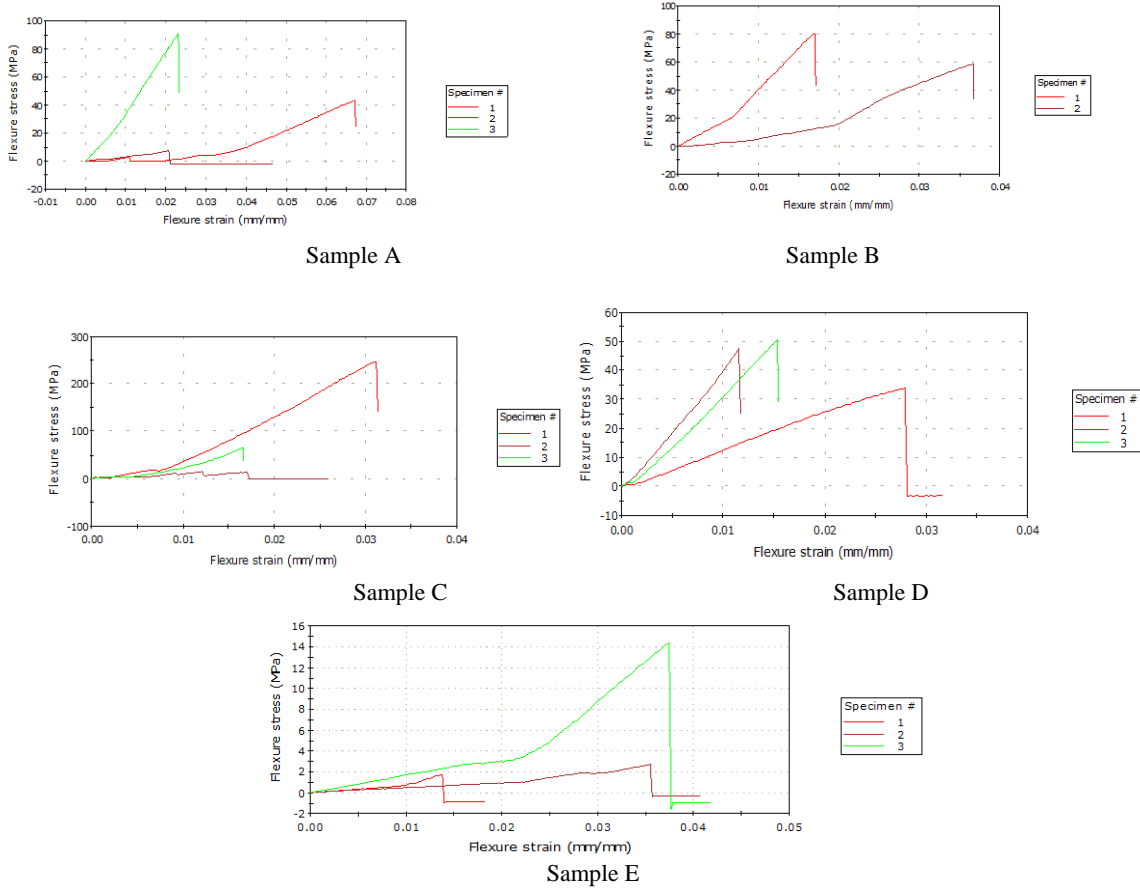 100
80
60
40
20
0
-20
-0.01 0.00 0.01 0.02 0.03 0.04 0.05 0.06 0.07 0.08
Flexure stress (MPa)
Flexure strain (mm/mm)
Specimen #
1
2
3
Sample A
100
80
60
40
20
0
-20
0.00 0.01 0.02 0.03 0.04
Flexure stress (MPa)
Flexure strain (mm/mm)
Specimen #
1
2
Sample B
300
200
100
0
-100
0.00 0.01 0.02 0.03 0.04
Flexure stress (MPa)
Flexure strain (mm/mm)
Specimen #
1
2
3
Sample C
60
50
40
30
20
10
0
-10
0.00 0.01 0.02 0.03 0.04
Flexure stress (MPa)
Flexure strain (mm/mm)
Specimen #
1
2
3
Sample D
16
14
12
10
8
6
4
2
0
-2
0.00 0.01 0.02 0.03 0.04 0.05
Flexure stress (MPa)
Flexure strain (mm/mm)
Specimen #
1
2
3
Sample E